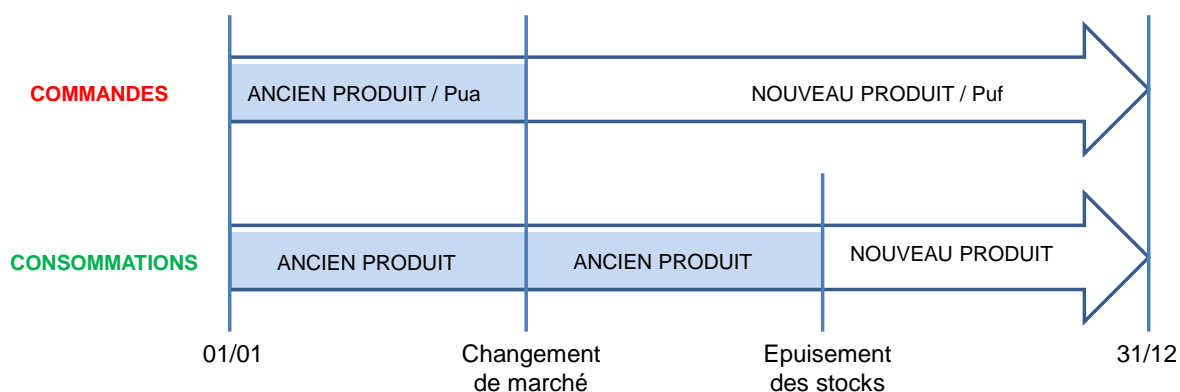 COMMANDES
ANCIEN PRODUIT / Pua
NOUVEAU PRODUIT / Puf
CONSOMMATIONS
ANCIEN PRODUIT
ANCIEN PRODUIT
NOUVEAU PRODUIT
01/01
Changement
de marché
Epuisement
des stocks
31/12